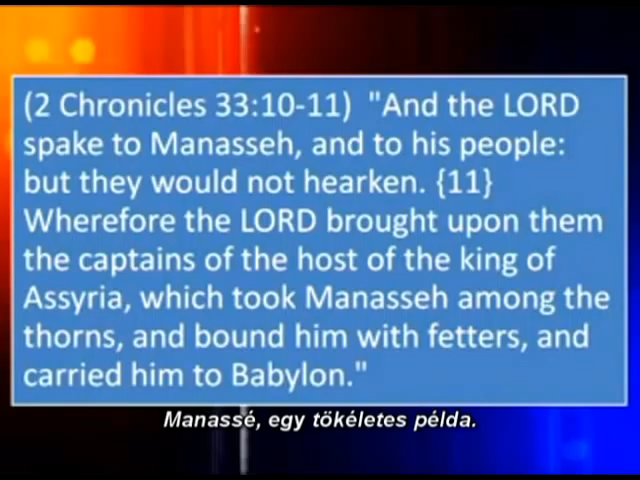 (2 Chronicles 33:10-11)  "And the LORD
spake to Manasseh, and to his people:
but they would not hearken. {11}
Wherefore the LORD brought upon them
the captains of the host of the king of
Assyria, which took Manasseh among the
thorns, and bound him with fetters, and
carried him to Babylon."
Manassé, egy tökéletes példa.